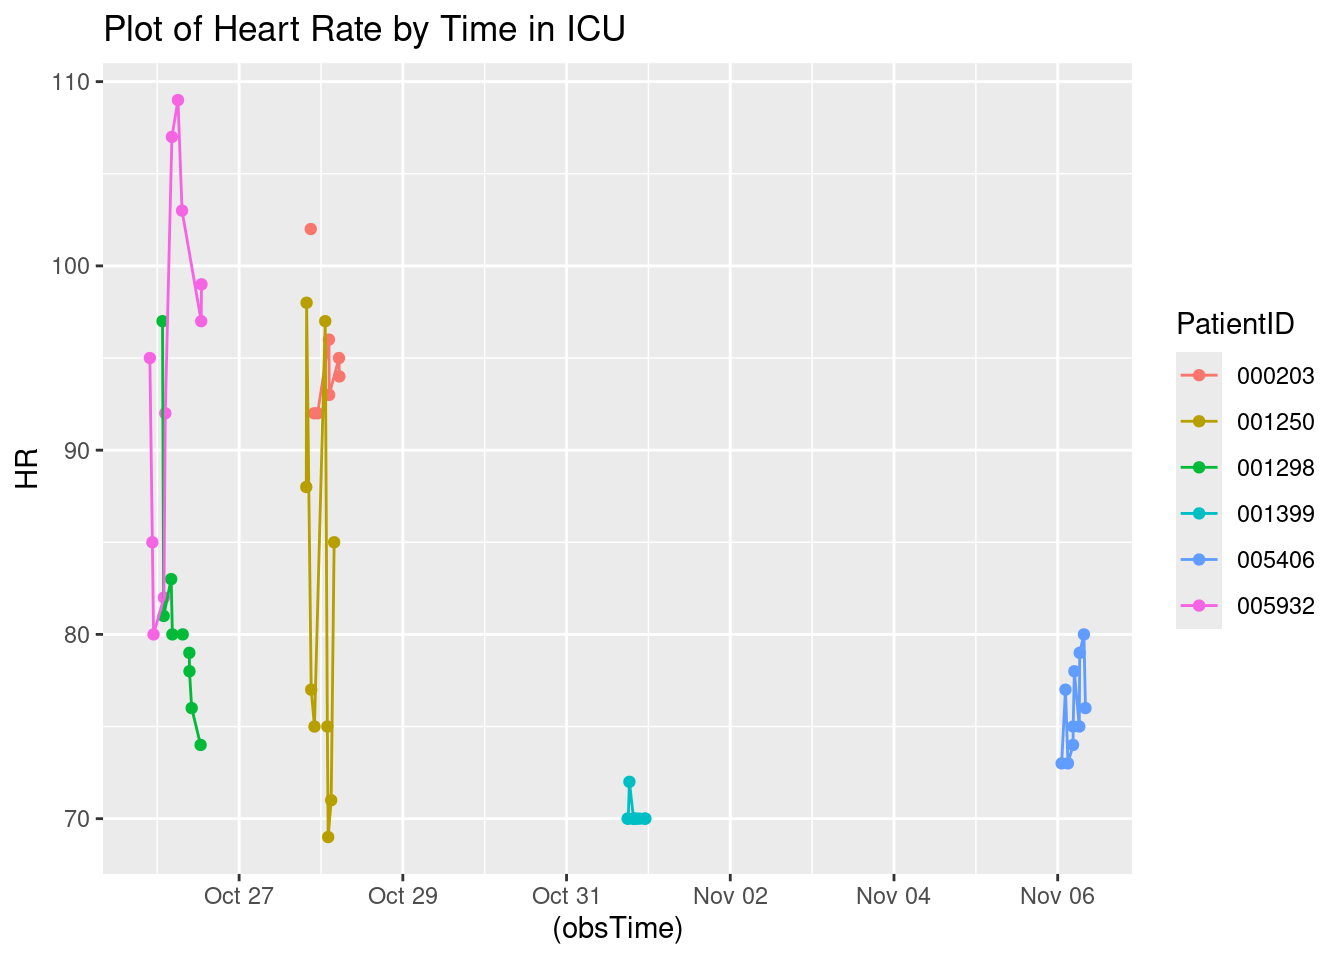 Plot of Heart Rate by Time in ICU
HR
110
100
90
80
70
Oct 27 Oct 29 Oct 31 Nov 02 Nov 04 Nov 06
(obsTime)
PatientID
000203
001250
001298
001399
005406
005932